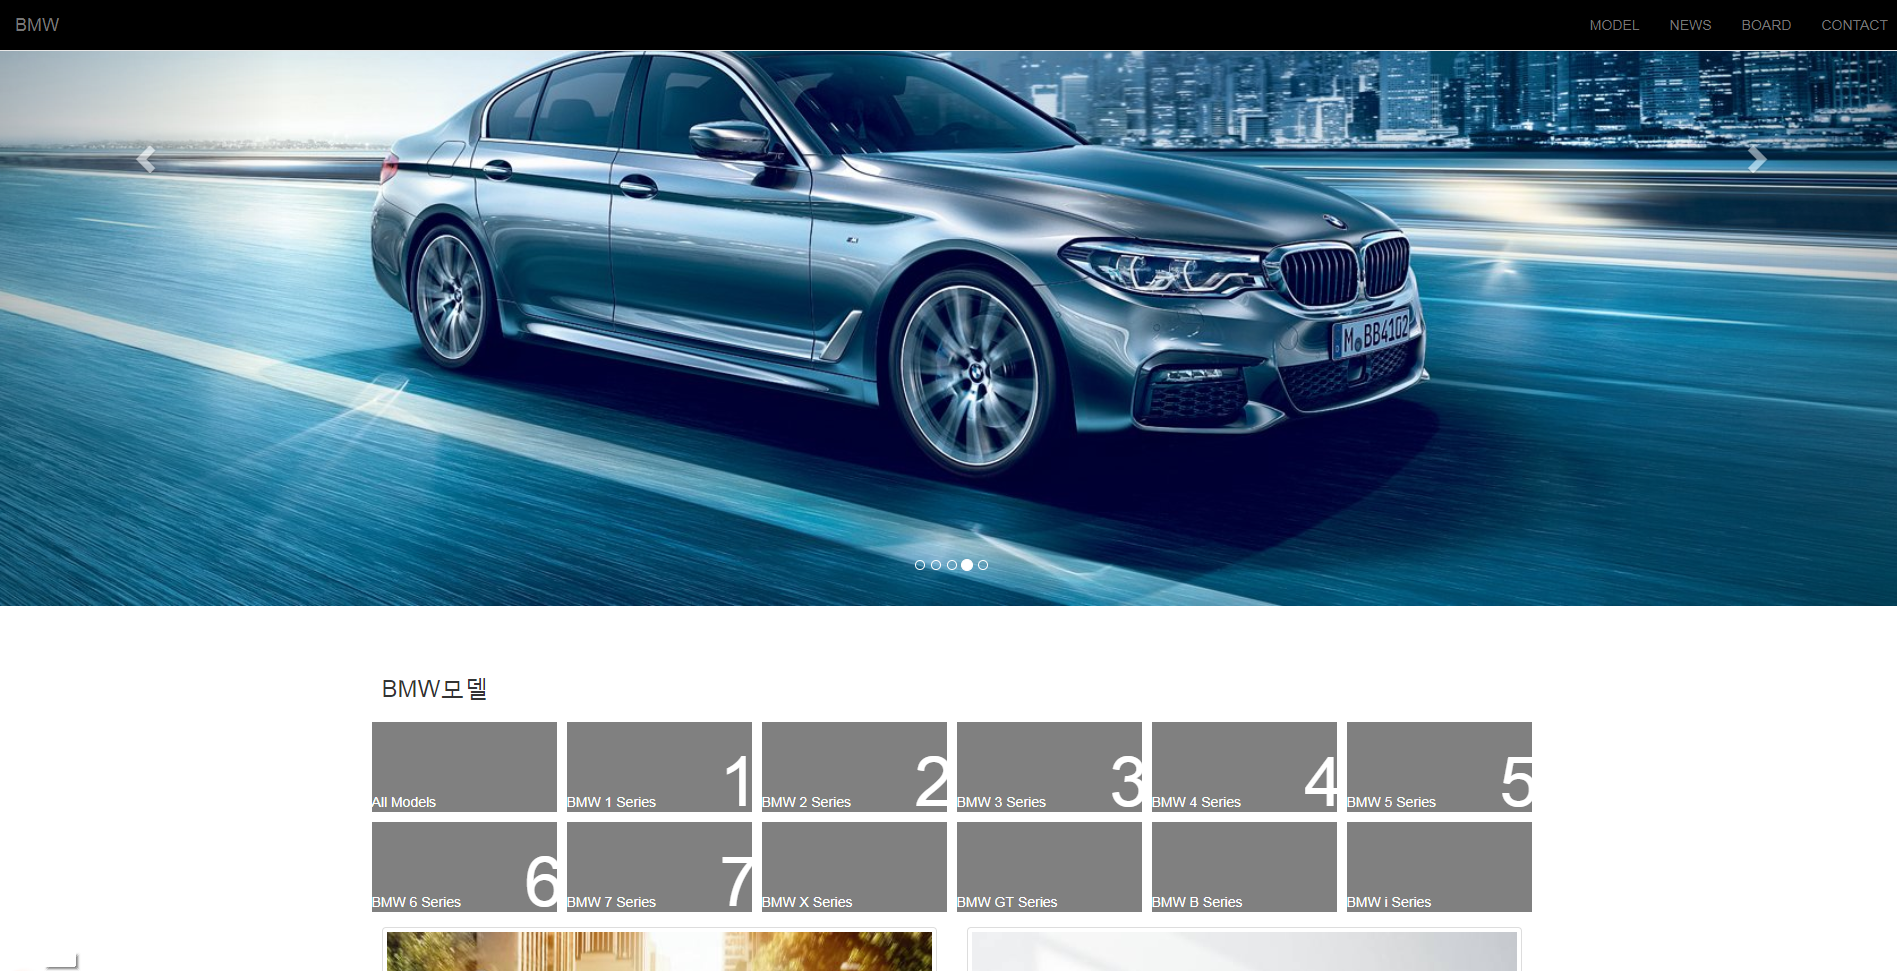 BMW
MODEL NEWS BOARD CONTACT
M BB4102
BMW모델
All Models
1
BMW 1 Series
2
BMW 2 Series
3
BMW 3 Series
4
BMW 4 Series
5
BMW 5 Series
6
BMW 6 Series
7
BMW 7 Series
BMW X Series
BMW GT Series
BMW B Series
BMW i Series